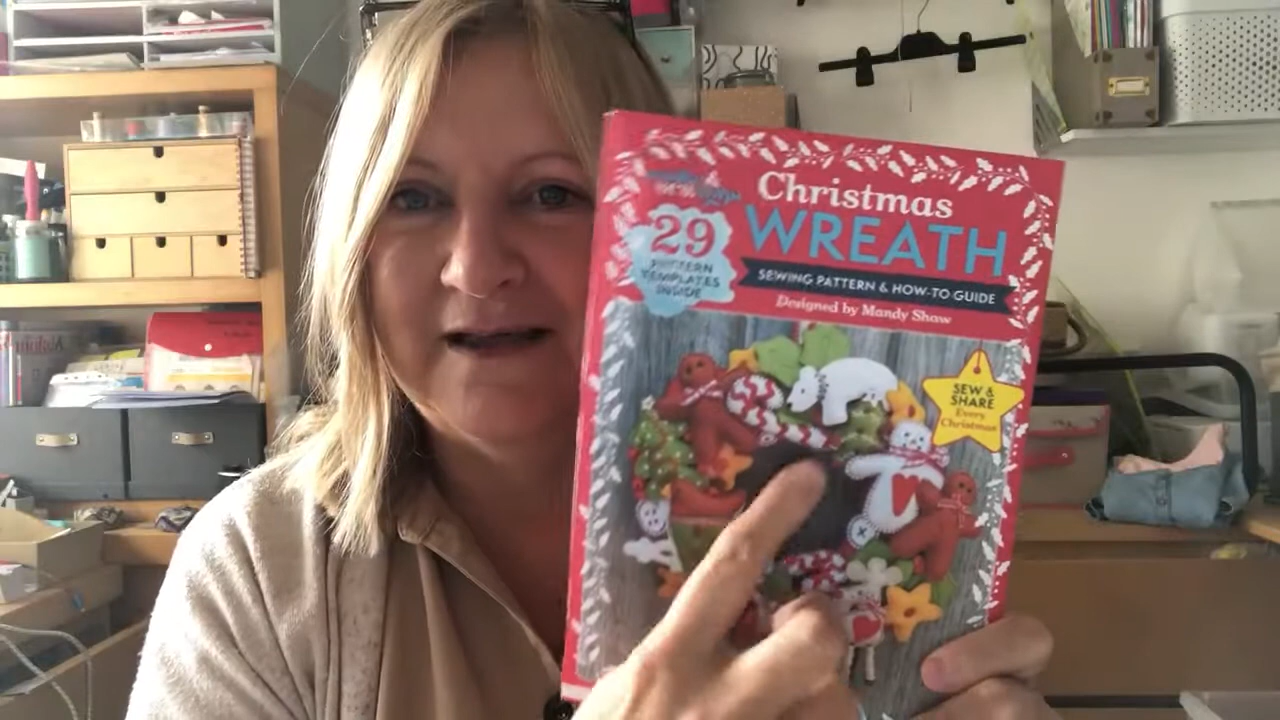 Christmas
WREATH
29
PATTERN
TEMPLATES
INSIDE
SEWING PATTERN & HOW-TO GUIDE
Designed by Mandy Shaw
SEW &
SHARE
Every
Christmas